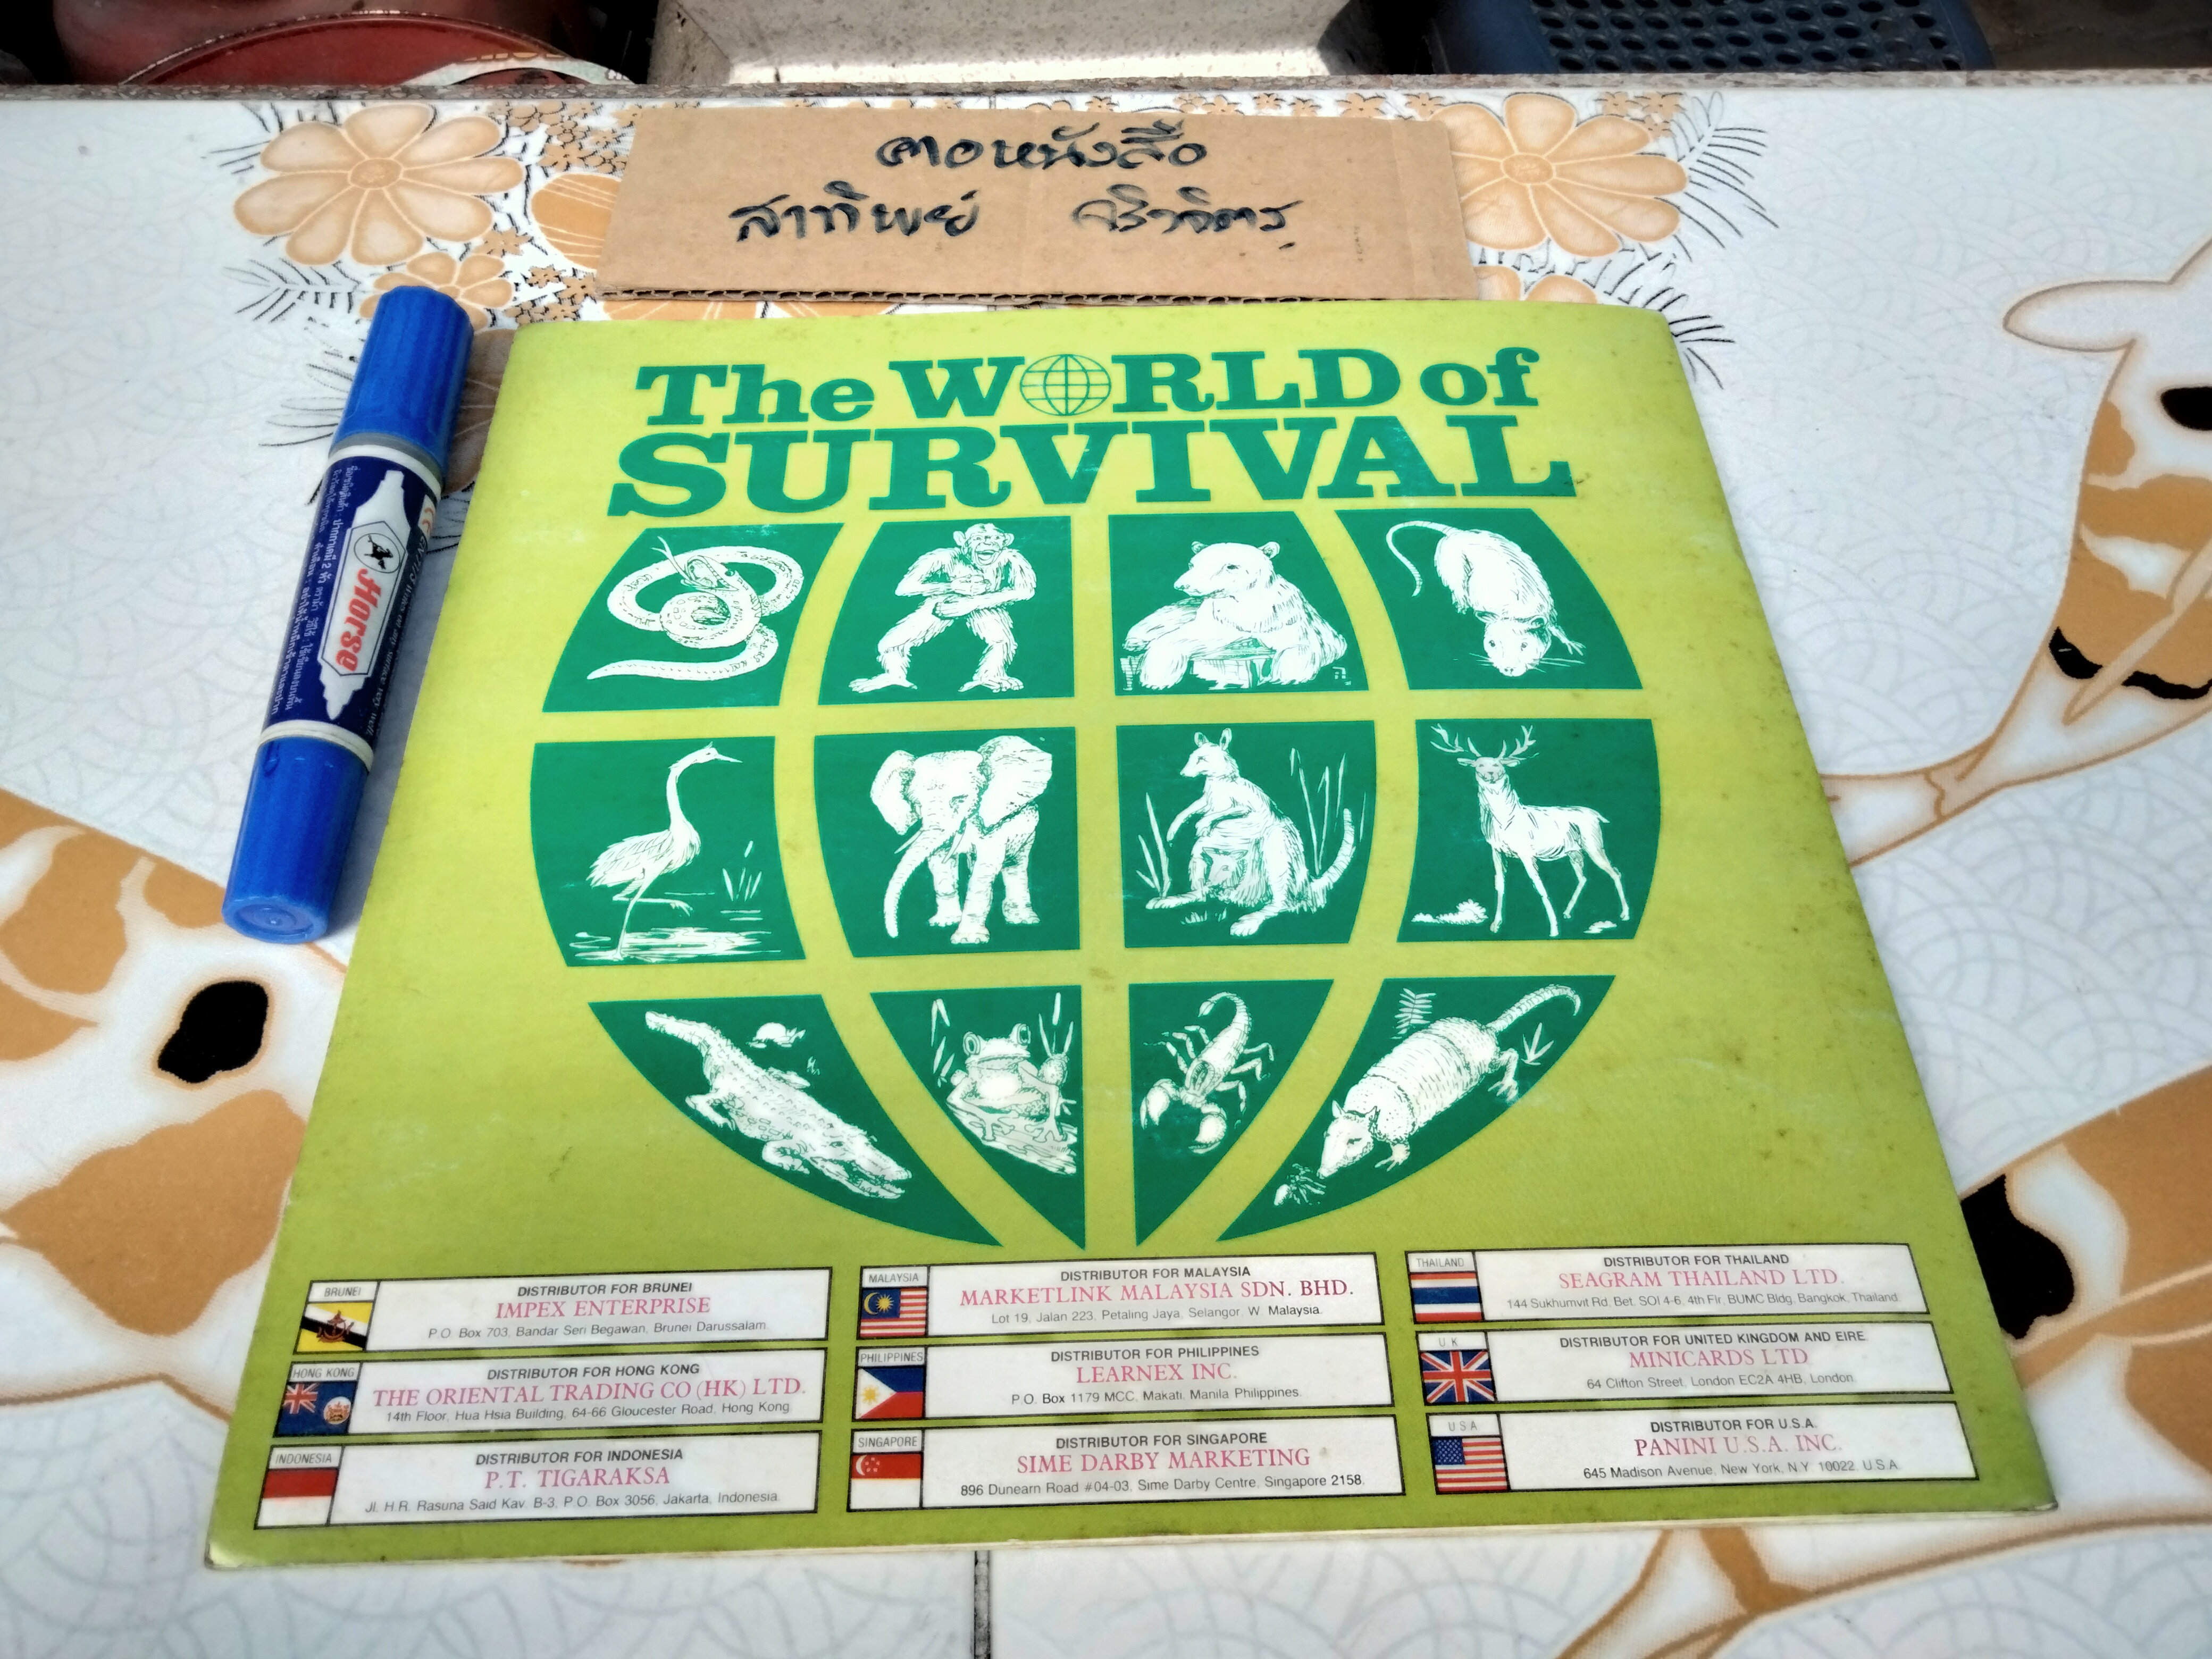 คอหนังสือ
สาทิพย์ จริวจิตร
Horse
The WORLD of
SURVIVAL
BRUNEI
DISTRIBUTOR FOR BRUNEI
IMPEX ENTERPRISE
P.O. Box 703, Bandar Seri Begawan, Brunei Darussalam.
HONG KONG
DISTRIBUTOR FOR HONG KONG
THE ORIENTAL TRADING CO (HK) LTD.
14th Floor, Hua Hsia Building, 64-66 Gloucester Road, Hong Kong
INDONESIA
DISTRIBUTOR FOR INDONESIA
P.T. TIGARAKSA
Jl. H.R. Rasuna Said Kav. B-3, P.O. Box 3056, Jakarta, Indonesia.
MALAYSIA
DISTRIBUTOR FOR MALAYSIA
MARKETLINK MALAYSIA SDN. BHD.
Lot 19, Jalan 223, Petaling Jaya, Selangor. W. Malaysia.
PHILIPPINES
DISTRIBUTOR FOR PHILIPPINES
LEARNEX INC.
P.O. Box 1179 MCC, Makati, Manila Philippines.
SINGAPORE
DISTRIBUTOR FOR SINGAPORE
SIME DARBY MARKETING
896 Dunearn Road #04-03, Sime Darby Centre, Singapore 2158.
THAILAND
DISTRIBUTOR FOR THAILAND
SEAGRAM THAILAND LTD.
144 Sukhumvit Rd, Bet. SOI 4-6, 4th Flr, BUMC Bldg, Bangkok, Thailand.
U K
DISTRIBUTOR FOR UNITED KINGDOM AND EIRE
MINICARDS LTD
64 Clifton Street, London EC2A 4HB, London.
U S A
DISTRIBUTOR FOR U.S.A.
PANINI U.S.A. INC.
645 Madison Avenue, New York, N.Y. 10022. U.S.A.